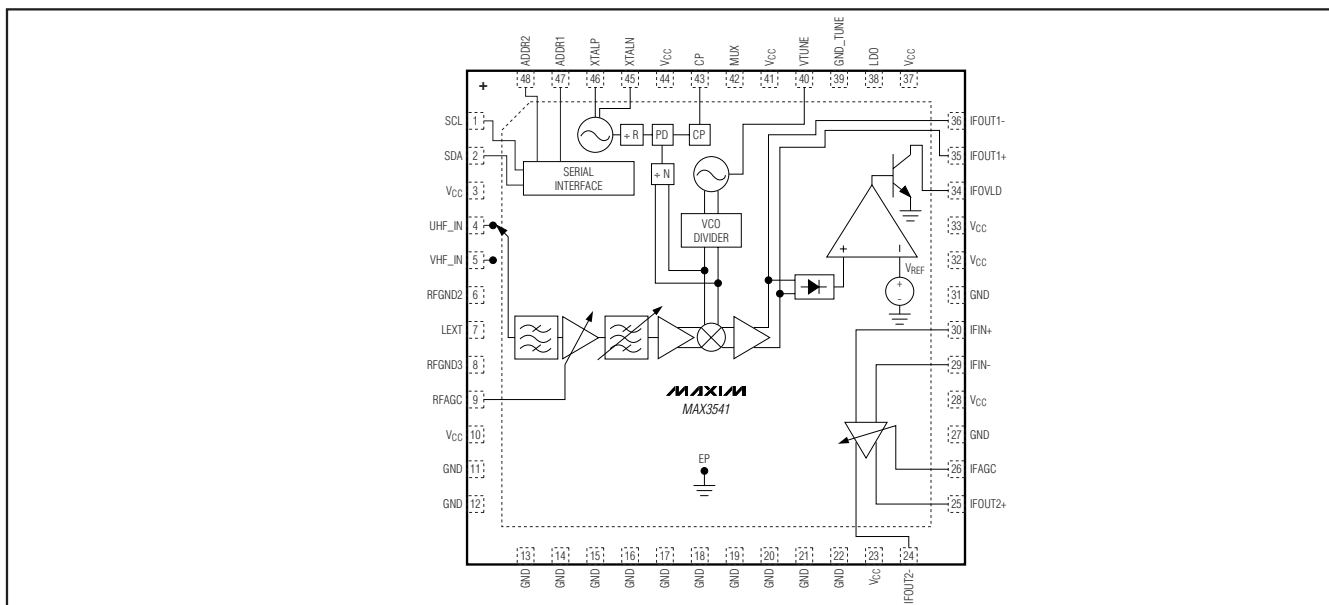 ADDR2
ADDR1
XTALP
XTALN
VCC
CP
MUX
VCC
VTUNE
GND_TUNE
LDO
VCC
48
47
46
45
44
43
42
41
40
39
38
37
+
SCL 1
SDA 2
VCC 3
UHF_IN 4
VHF_IN 5
RFGND2 6
LEXT 7
RFGND3 8
RFAGC 9
VCC 10
GND 11
GND 12
÷ R
PD
CP
÷ N
SERIAL
INTERFACE
VCO
DIVIDER
+
–
VREF
+
-
MAXIM
MAX3541
EP
36 IFOUT1-
35 IFOUT1+
34 IFOVLD
33 VCC
32 VCC
31 GND
30 IFIN+
29 IFIN-
28 VCC
27 GND
26 IFAGC
25 IFOUT2+
13
14
15
16
17
18
19
20
21
22
23
24
GND
GND
GND
GND
GND
GND
GND
GND
GND
GND
VCC
IFOUT2-